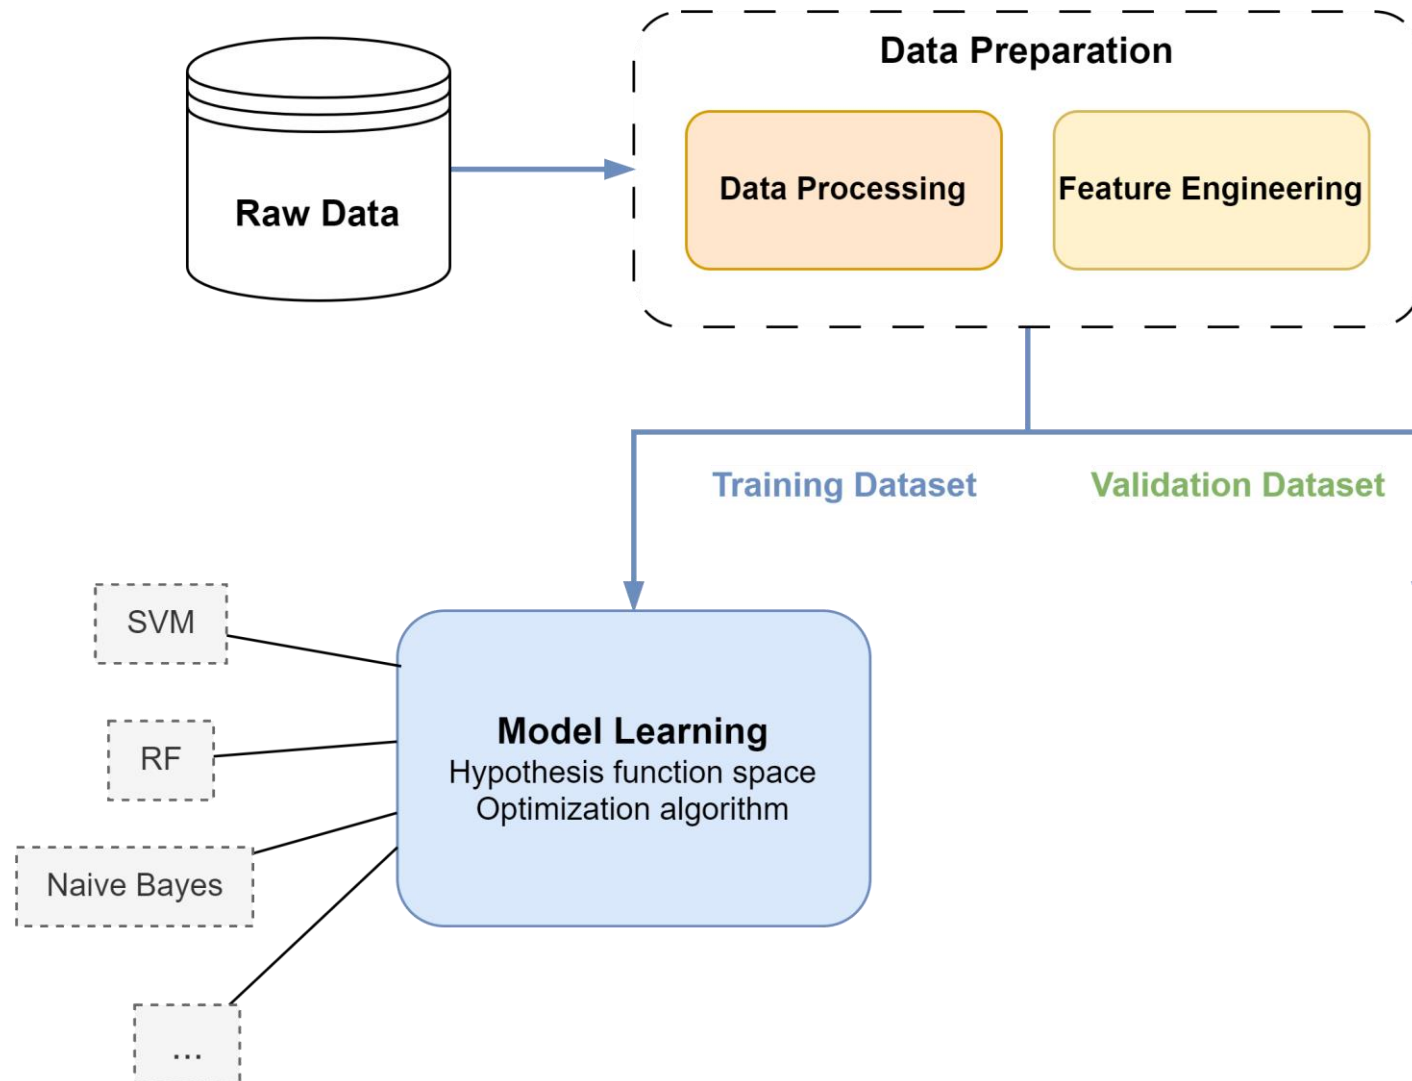 Data Preparation
Raw Data
Data Processing
Feature Engineering
Training Dataset
Validation Dataset
SVM
RF
Naive Bayes
...
Model Learning
Hypothesis function space
Optimization algorithm